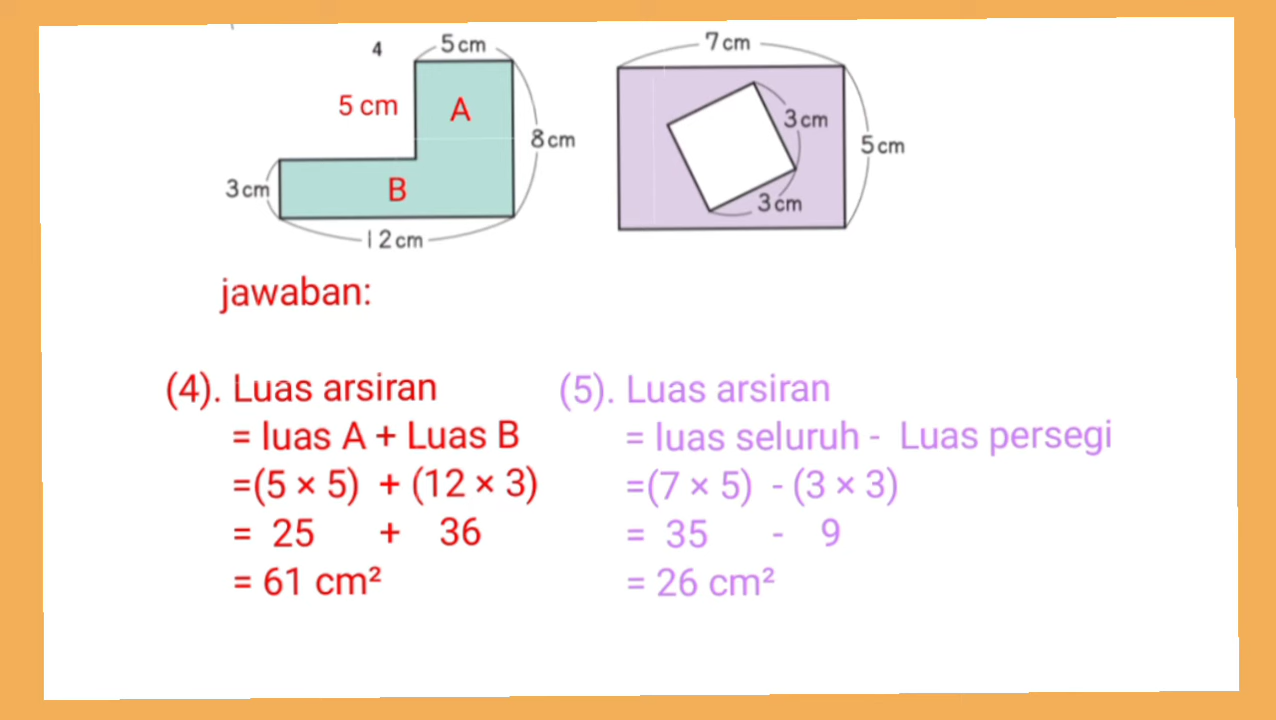 4
5 cm
5 cm
A
8 cm
3 cm
B
12 cm
7 cm
3 cm
5 cm
3 cm
jawaban:
(4). Luas arsiran
= luas A + Luas B
=(5 × 5) + (12 × 3)
= 25 + 36
= 61 cm²
(5). Luas arsiran
= luas seluruh - Luas persegi
=(7 × 5) - (3 × 3)
= 35 - 9
= 26 cm²